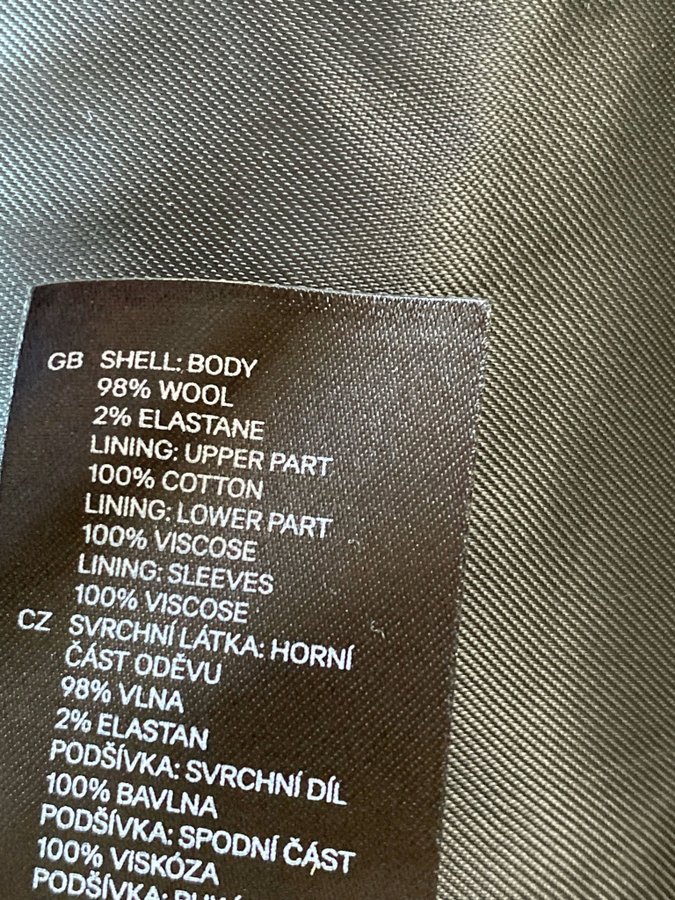 GB SHELL: BODY
98% WOOL
2% ELASTANE
LINING: UPPER PART
100% COTTON
LINING: LOWER PART
100% VISCOSE
LINING: SLEEVES
100% VISCOSE
CZ SVRCHNÍ LÁTKA: HORNÍ
ČÁST ODĚVU
98% VLNA
2% ELASTAN
PODŠÍVKA: SVRCHNÍ DÍL
100% BAVLNA
PODŠÍVKA: SPODNÍ ČÁST
100% VISKÓZA
PODŠÍVKA: